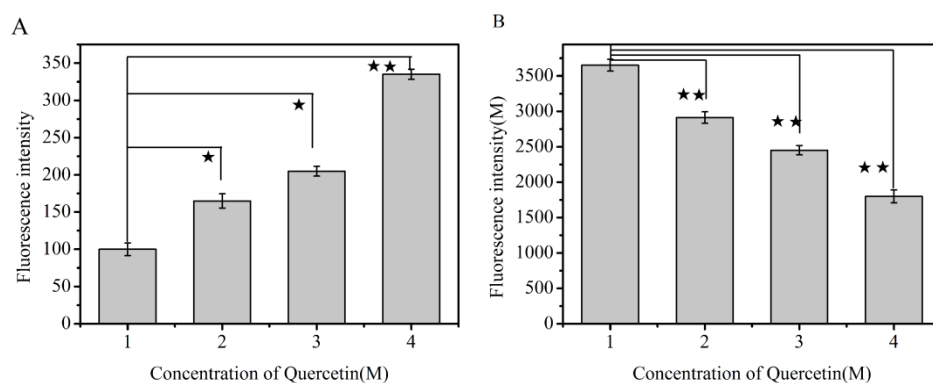 A
Fluorescence intensity
350
300
250
200
150
100
50
0
★
★
★★
1 2 3 4
Concentration of Quercetin(M)
B
Fluorescence intensity(M)
3500
3000
2500
2000
1500
1000
500
0
★★
★★
★★
1 2 3 4
Concentration of Quercetin(M)